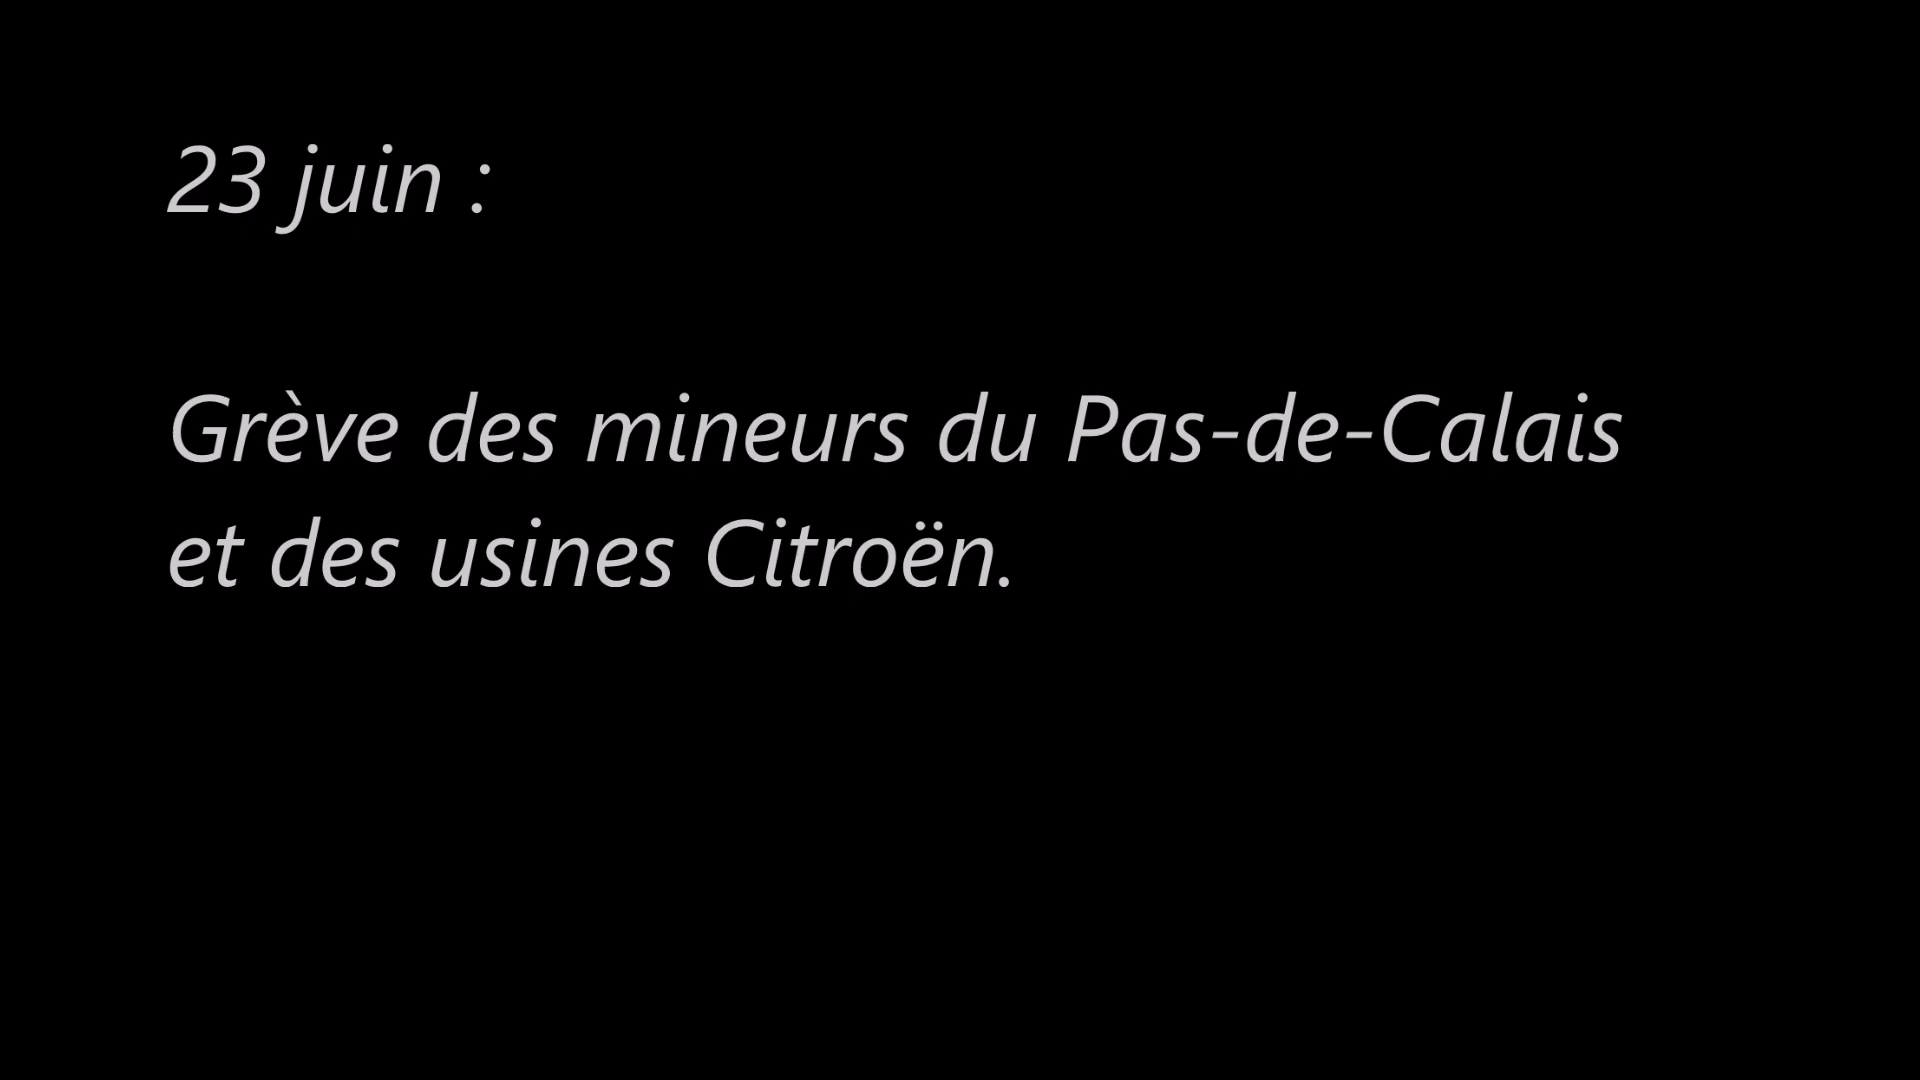 23 juin :
Grève des mineurs du Pas-de-Calais
et des usines Citroën.